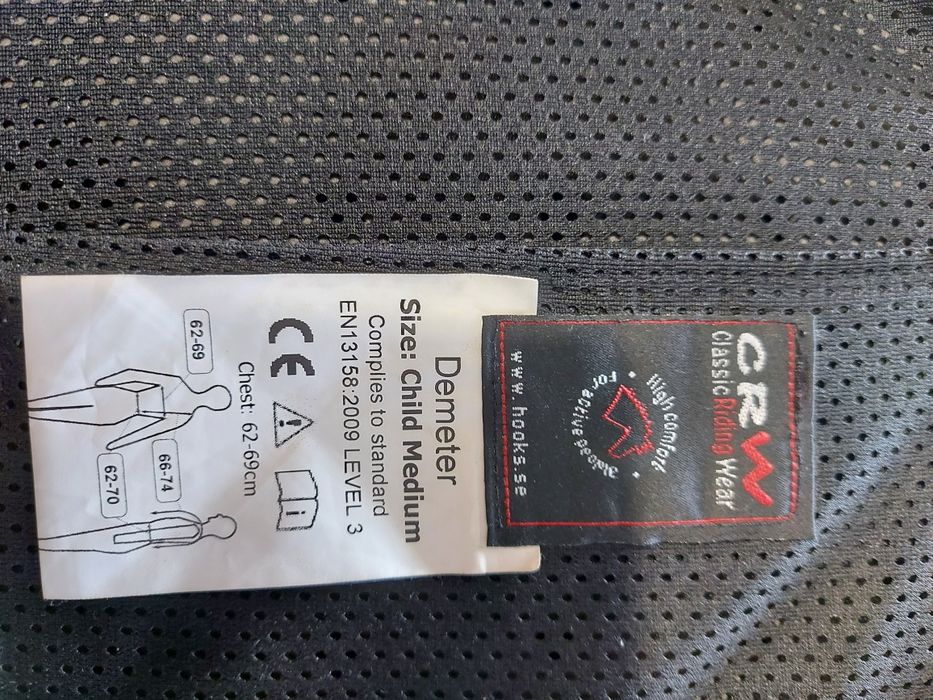 CRW
Classic Riding Wear
High comfort
For active people
www.hooks.se
Demeter
Size: Child Medium
Complies to standard
EN13158:2009 LEVEL 3
CE
Chest: 62-69cm
62-69
66-74
62-70